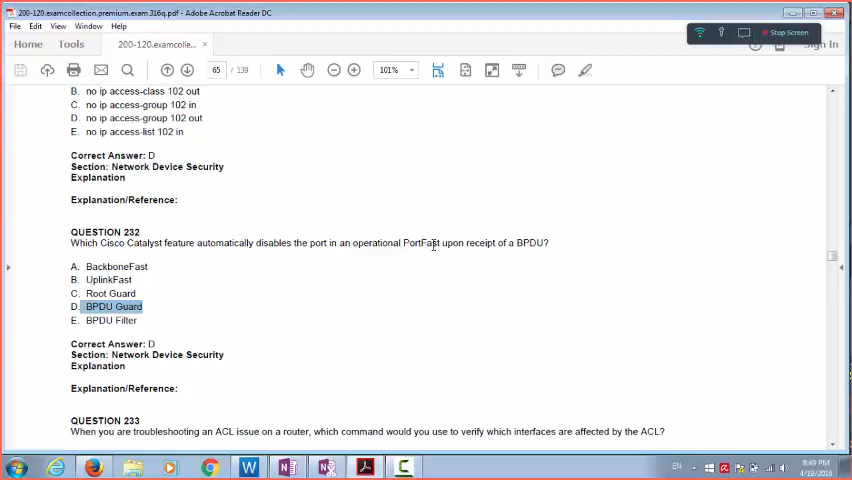 200-120.examcollection.premium.exam.316q.pdf - Adobe Acrobat Reader DC
File Edit View Window Help
Stop Screen
Home Tools 200-120.examcolle... × Sign In
65 / 139 101%
B. no ip access-class 102 out
C. no ip access-group 102 in
D. no ip access-group 102 out
E. no ip access-list 102 in
Correct Answer: D
Section: Network Device Security
Explanation
Explanation/Reference:
QUESTION 232
Which Cisco Catalyst feature automatically disables the port in an operational PortFast upon receipt of a BPDU?
A. BackboneFast
B. UplinkFast
C. Root Guard
D. BPDU Guard
E. BPDU Filter
Correct Answer: D
Section: Network Device Security
Explanation
Explanation/Reference:
QUESTION 233
When you are troubleshooting an ACL issue on a router, which command would you use to verify which interfaces are affected by the ACL?
EN 8:49 PM
4/19/2016